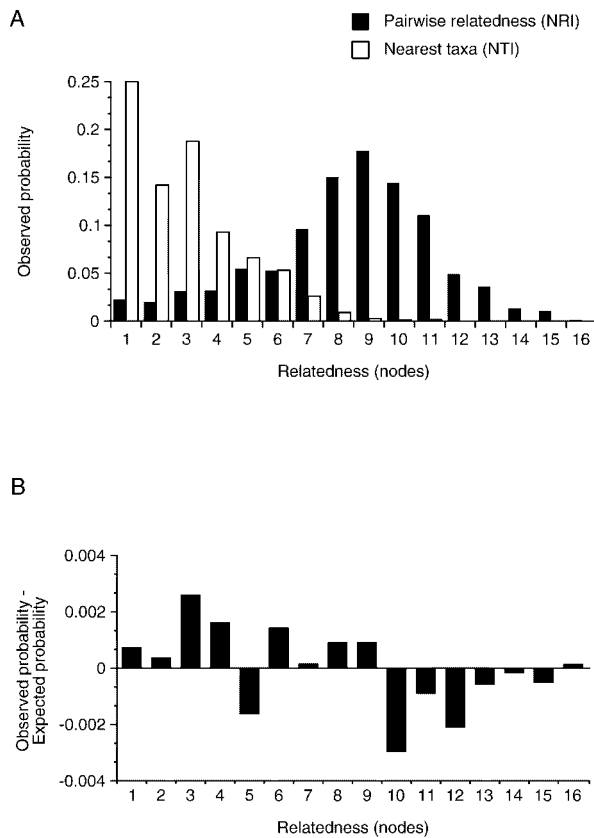 A
Pairwise relatedness (NRI)
Nearest taxa (NTI)
Observed probability
0.25
0.2
0.15
0.1
0.05
0
1 2 3 4 5 6 7 8 9 10 11 12 13 14 15 16
Relatedness (nodes)
B
Observed probability -
Expected probability
0.004
0.002
0
-0.002
-0.004
1 2 3 4 5 6 7 8 9 10 11 12 13 14 15 16
Relatedness (nodes)